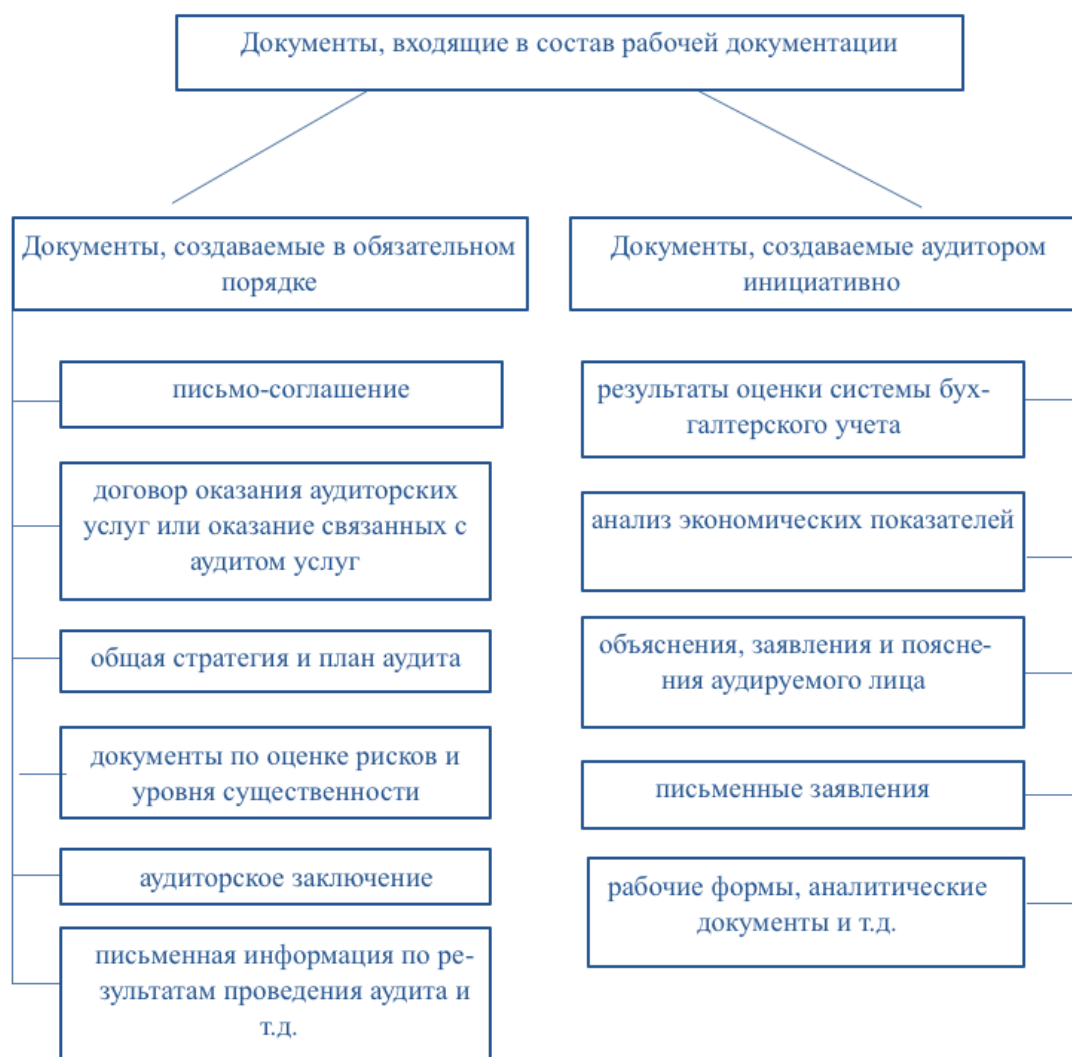 Документы, входящие в состав рабочей документации
Документы, создаваемые в обязательном
порядке
письмо-соглашение
договор оказания аудиторских
услуг или оказание связанных с
аудитом услуг
общая стратегия и план аудита
документы по оценке рисков и
уровня существенности
аудиторское заключение
письменная информация по ре-
зультатам проведения аудита и
т.д.
Документы, создаваемые аудитором
инициативно
результаты оценки системы бух-
галтерского учета
анализ экономических показателей
объяснения, заявления и поясне-
ния аудируемого лица
письменные заявления
рабочие формы, аналитические
документы и т.д.